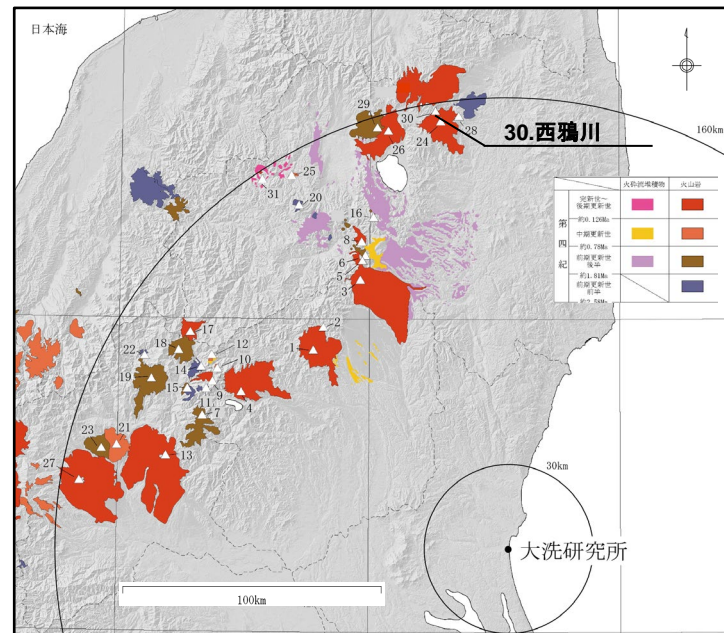 日本海
160km
29
30
28
24
26
30.西鴉川
25
31
20
16
8
6
5
3
17
2
18
12
1
22
14
10
19
15
9
4
11
7
23
21
13
27
30km
大洗研究所
100km
火砕流堆積物
火山岩
第四紀
完新世～
後期更新世
約0.126Ma
中期更新世
約0.78Ma
前期更新世
後半
約1.81Ma
前期更新世
前半
約2.58Ma